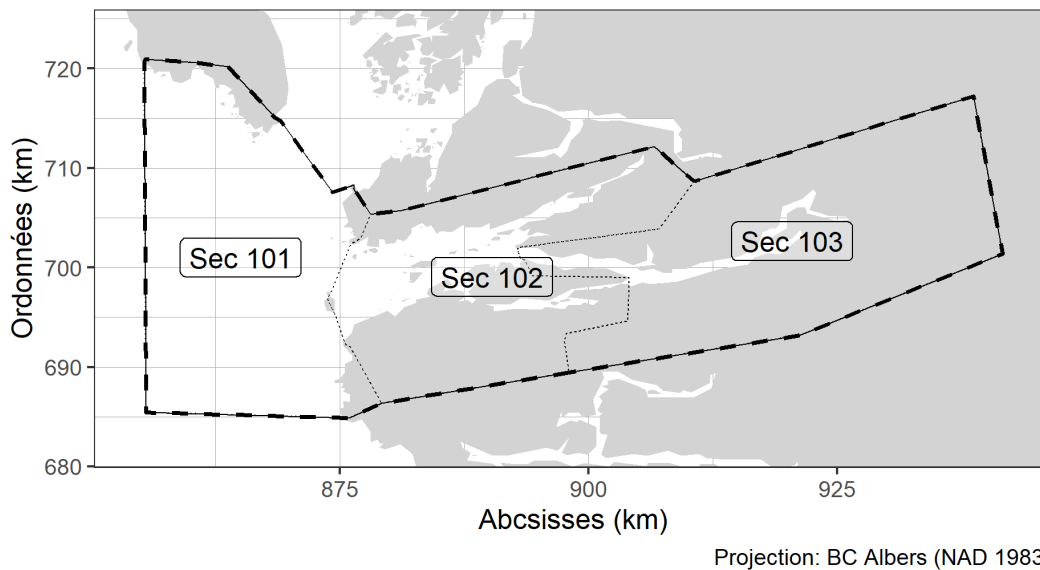 720
710
700
690
680
Ordonnées (km)
Sec 101
Sec 102
Sec 103
875
900
925
Abcsisses (km)
Projection: BC Albers (NAD 1983